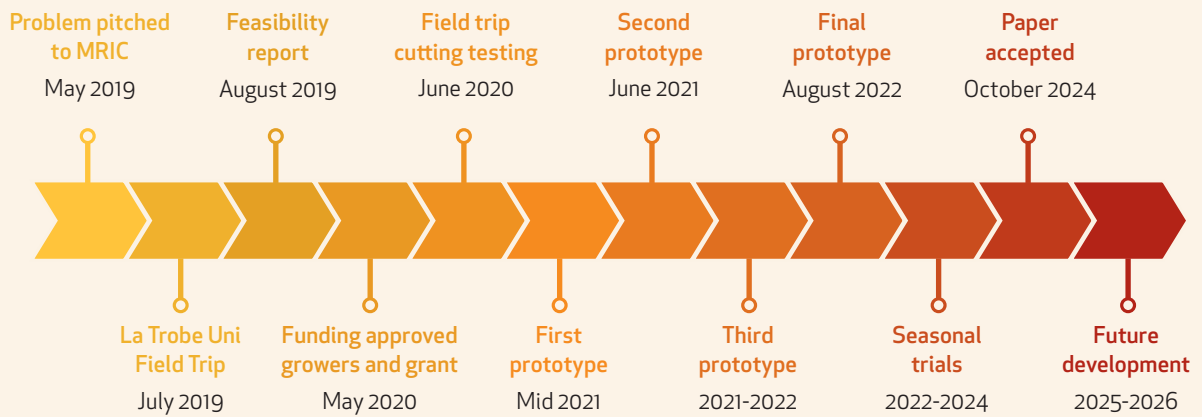 Problem pitched
to MRIC
May 2019
Feasibility
report
August 2019
Field trip
cutting testing
June 2020
Second
prototype
June 2021
Final
prototype
August 2022
Paper
accepted
October 2024
La Trobe Uni
Field Trip
July 2019
Funding approved
growers and grant
May 2020
First
prototype
Mid 2021
Third
prototype
2021-2022
Seasonal
trials
2022-2024
Future
development
2025-2026